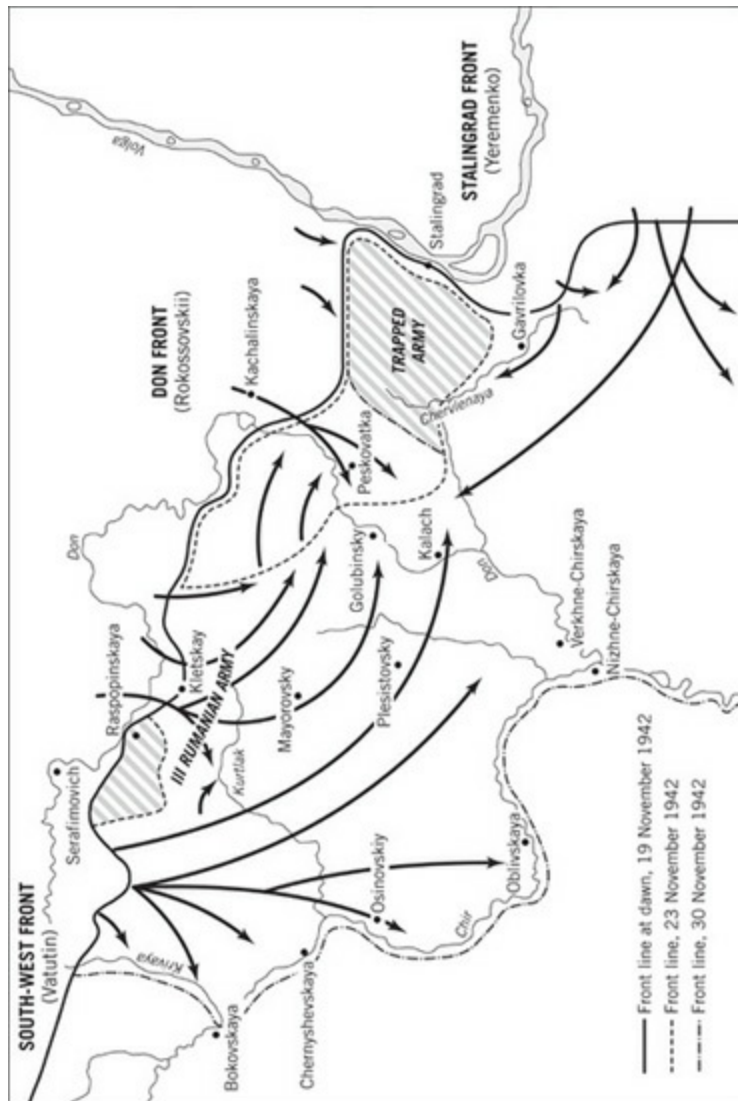 SOUTH-WEST FRONT
(Vatutin)
DON FRONT
(Rokossovskii)
STALINGRAD FRONT
(Yeremenko)
Volga
Stalingrad
Serafimovich
Raspopinskaya
Kletskay
III RUMANIAN ARMY
Don
Kachalinskaya
TRAPPED
ARMY
Gavrilovka
Chervienaya
Peskovatka
Krivaya
Bokovskaya
Chernyshevskaya
Kurtlak
Mayorovsky
Golubinsky
Plesistovsky
Kalach
Don
Osinovskiy
Chir
Oblivskaya
Verkhne-Chirskaya
Nizhne-Chirskaya
Front line at dawn, 19 November 1942
Front line, 23 November 1942
Front line, 30 November 1942